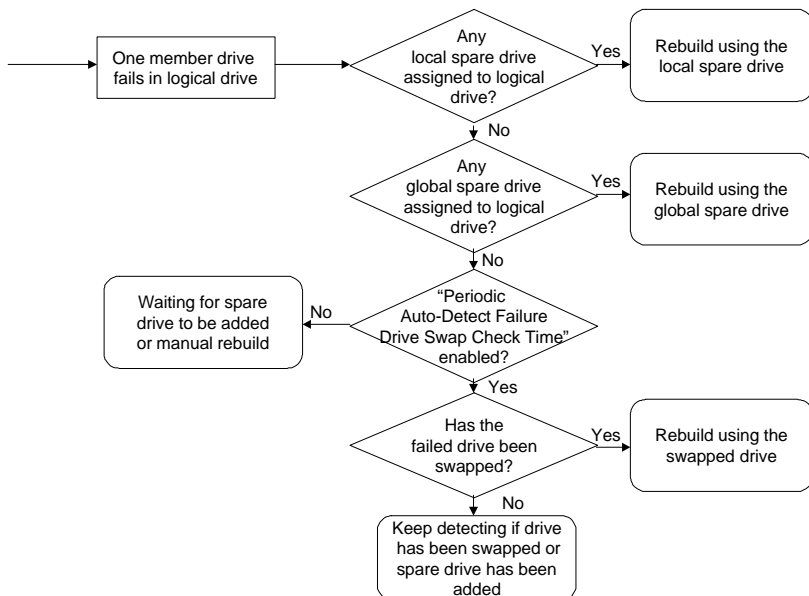 One member drive
fails in logical drive
Any
local spare drive
assigned to logical
drive?
Yes
Rebuild using the
local spare drive
No
Any
global spare drive
assigned to logical
drive?
Yes
Rebuild using the
global spare drive
No
“Periodic
Auto-Detect Failure
Drive Swap Check Time”
enabled?
No
Waiting for spare
drive to be added
or manual rebuild
Yes
Has the
failed drive been
swapped?
Yes
Rebuild using the
swapped drive
No
Keep detecting if drive
has been swapped or
spare drive has been
added